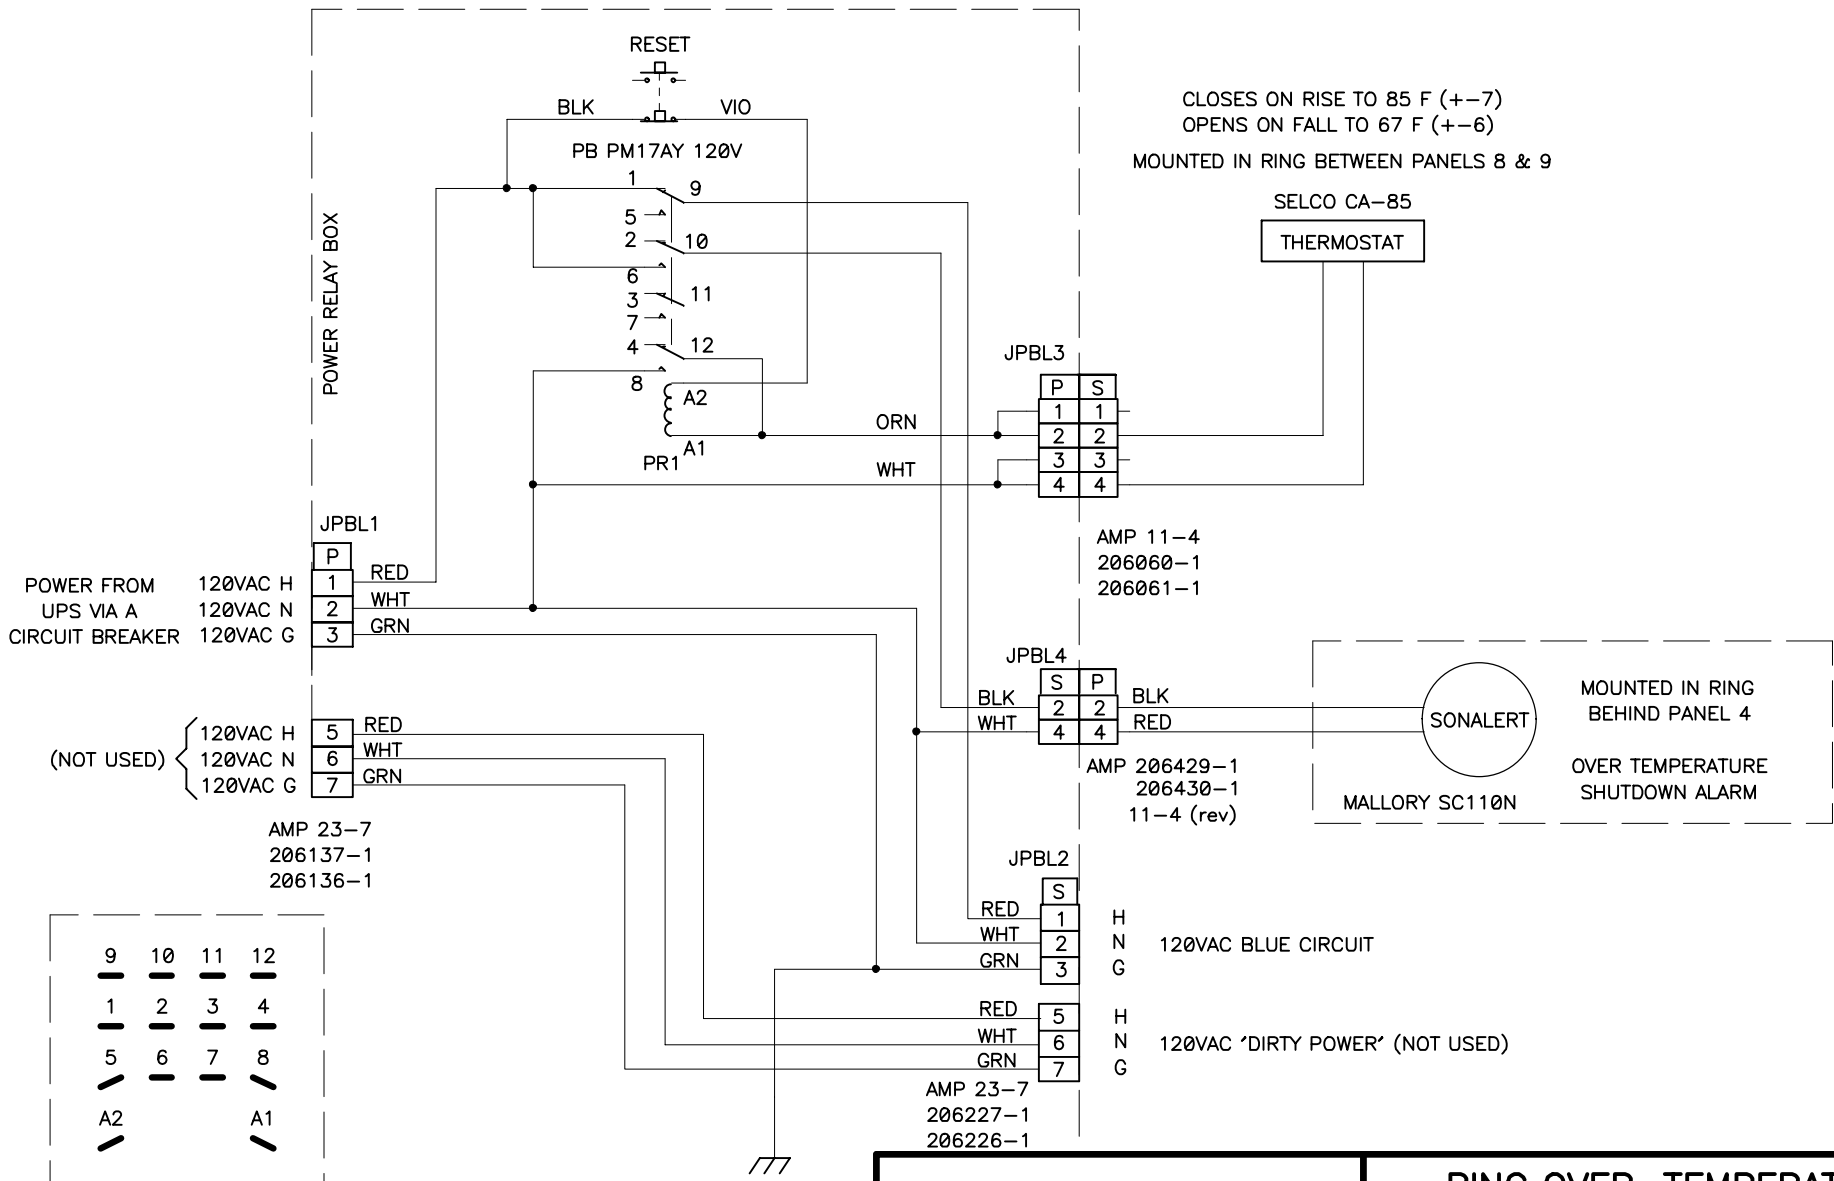 RESET
BLK VIO
PB PM17AY 120V
POWER RELAY BOX
1 9
5
2 10
6
3 11
7
4 12
8
A2
A1
PR1
CLOSES ON RISE TO 85 F (+-7)
OPENS ON FALL TO 67 F (+-6)
MOUNTED IN RING BETWEEN PANELS 8 & 9
SELCO CA-85
THERMOSTAT
JPBL3
P S
1 1
ORN 2 2
3 3
WHT 4 4
AMP 11-4
206060-1
206061-1
JPBL1
P
POWER FROM
UPS VIA A
CIRCUIT BREAKER
120VAC H 1 RED
120VAC N 2 WHT
120VAC G 3 GRN
(NOT USED)
120VAC H 5 RED
120VAC N 6 WHT
120VAC G 7 GRN
AMP 23-7
206137-1
206136-1
JPBL4
S P
BLK 2 2 BLK
WHT 4 4 RED
AMP 206429-1
206430-1
11-4 (rev)
SONALERT
MALLORY SC110N
MOUNTED IN RING
BEHIND PANEL 4
OVER TEMPERATURE
SHUTDOWN ALARM
JPBL2
S
RED 1 H
WHT 2 N
GRN 3 G
120VAC BLUE CIRCUIT
RED 5 H
WHT 6 N
GRN 7 G
120VAC 'DIRTY POWER' (NOT USED)
AMP 23-7
206227-1
206226-1
9 10 11 12
1 2 3 4
5 6 7 8
A2 A1